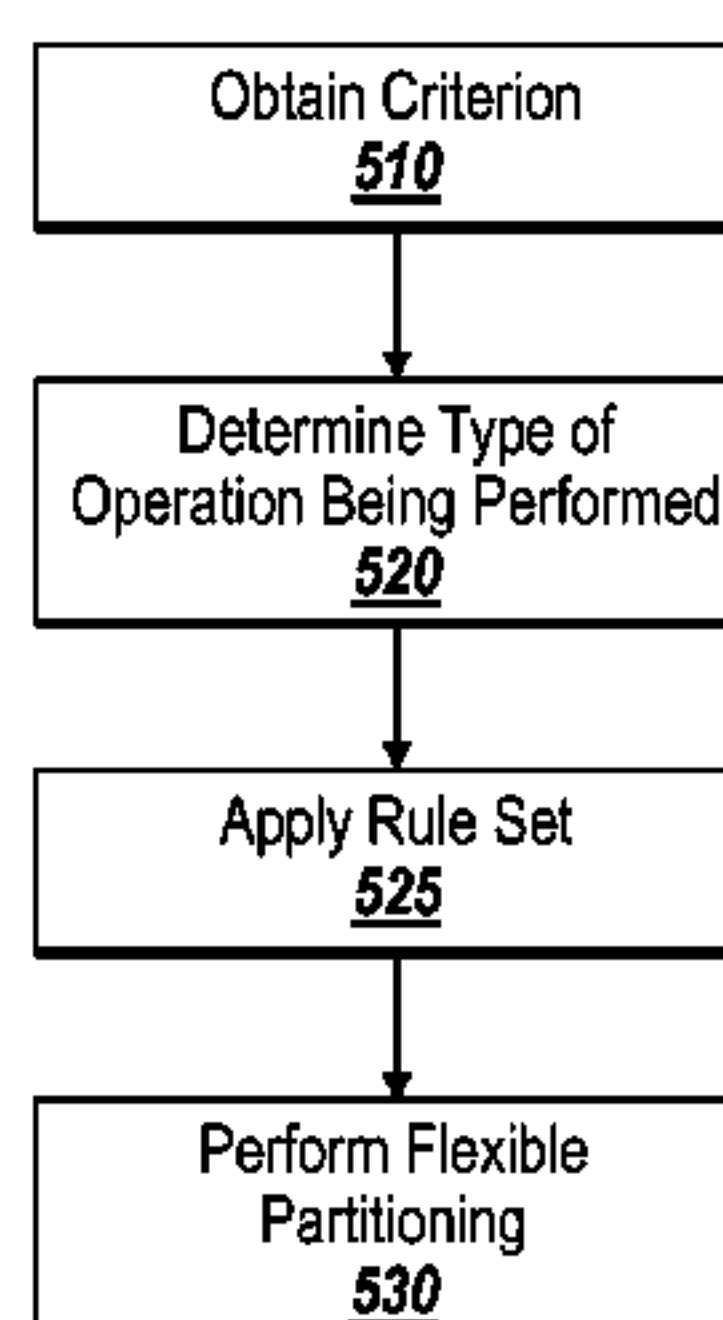 Obtain Criterion
510
Determine Type of
Operation Being Performed
520
Apply Rule Set
525
Perform Flexible
Partitioning
530